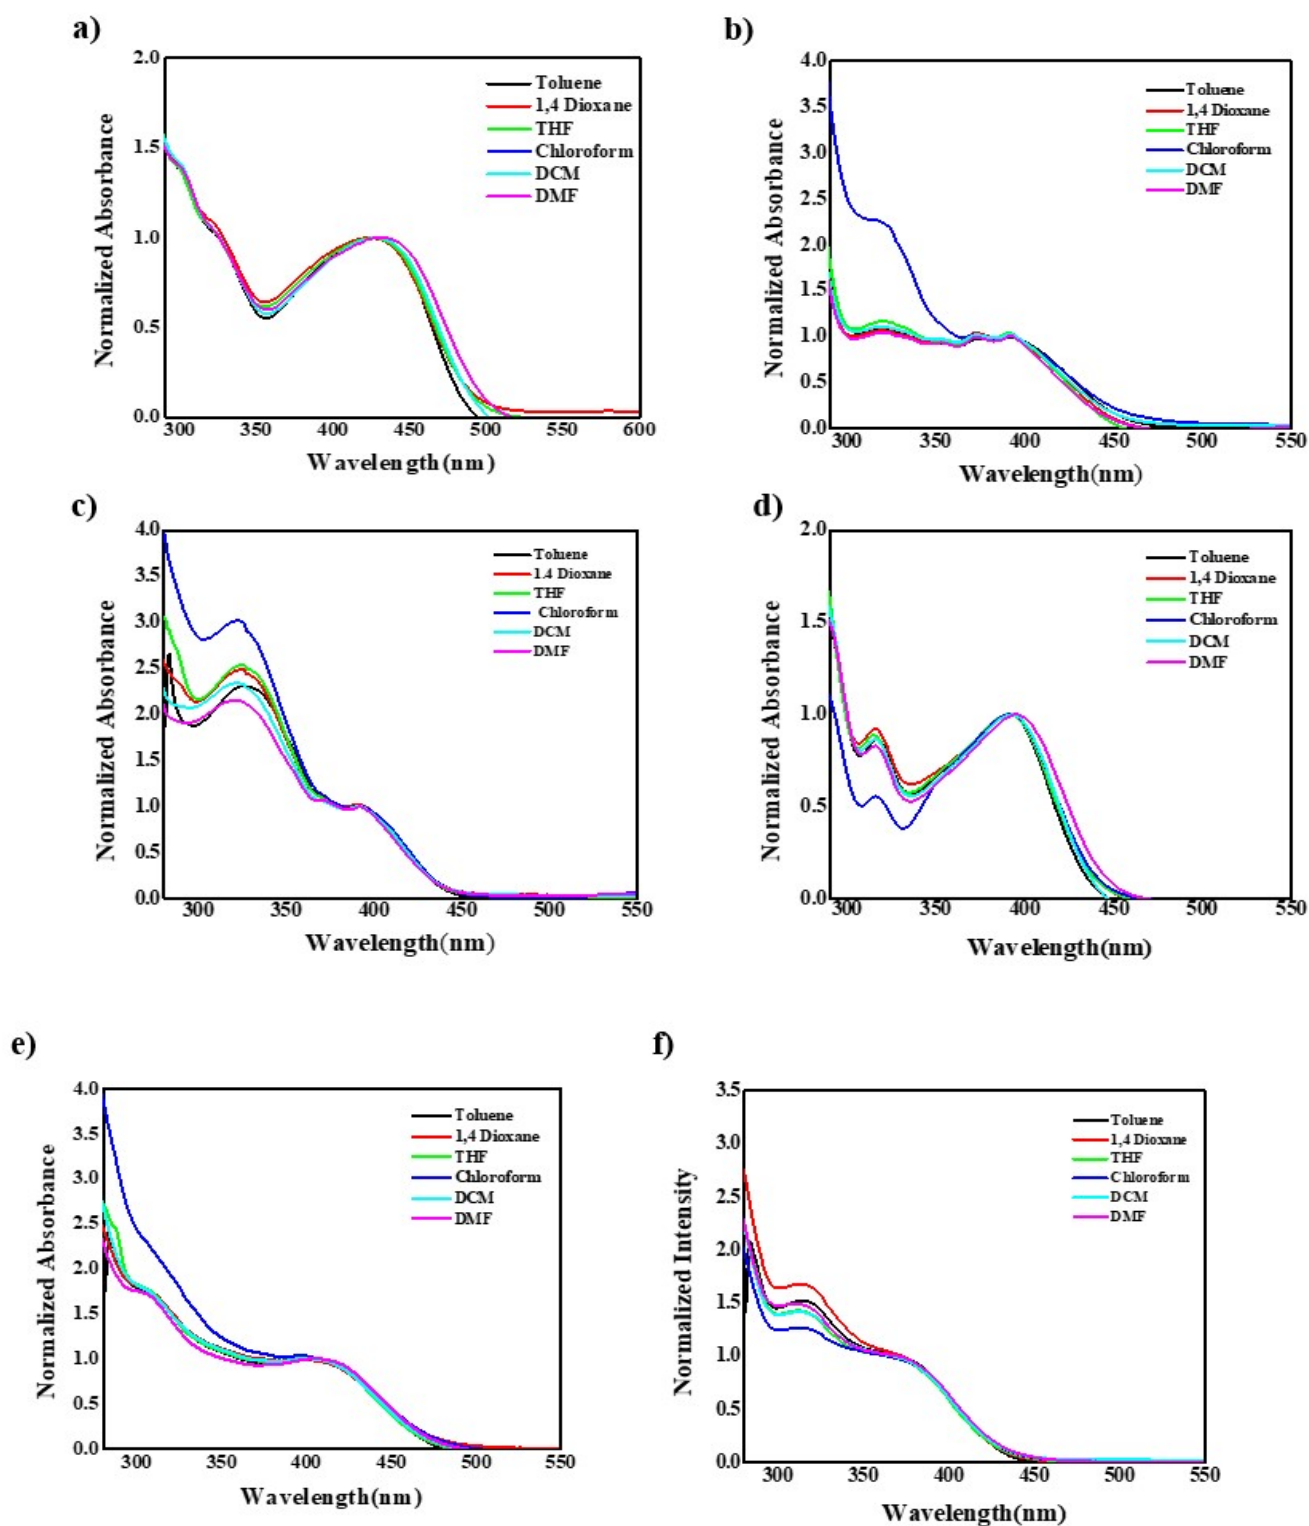 a)
2.0
1.5
1.0
0.5
0.0
Normalized Absorbance
Toluene
1,4 Dioxane
THF
Chloroform
DCM
DMF
300 350 400 450 500 550 600
Wavelength(nm)
b)
4.0
3.5
3.0
2.5
2.0
1.5
1.0
0.5
0.0
Normalized Absorbance
Toluene
1,4 Dioxane
THF
Chloroform
DCM
DMF
300 350 400 450 500 550
Wavelength(nm)
c)
4.0
3.5
3.0
2.5
2.0
1.5
1.0
0.5
0.0
Normalized Absorbance
Toluene
1.4 Dioxane
THF
Chloroform
DCM
DMF
300 350 400 450 500 550
Wavelength(nm)
d)
2.0
1.5
1.0
0.5
0.0
Normalized Absorbance
Toluene
1,4 Dioxane
THF
Chloroform
DCM
DMF
300 350 400 450 500 550
Wavelength(nm)
e)
4.0
3.5
3.0
2.5
2.0
1.5
1.0
0.5
0.0
Normalized Absorbance
Toluene
1,4 Dioxane
THF
Chloroform
DCM
DMF
300 350 400 450 500 550
Wavelength(nm)
f)
3.5
3.0
2.5
2.0
1.5
1.0
0.5
0.0
Normalized Intensity
Toluene
1,4 Dioxane
THF
Chloroform
DCM
DMF
300 350 400 450 500 550
Wavelength(nm)